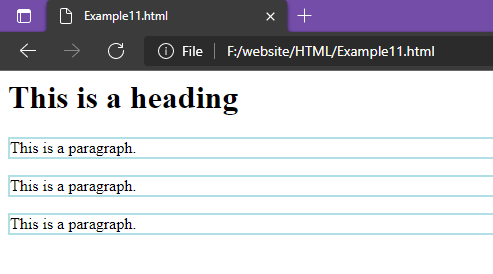 Example11.html
File F:/website/HTML/Example11.html
This is a heading
This is a paragraph.
This is a paragraph.
This is a paragraph.